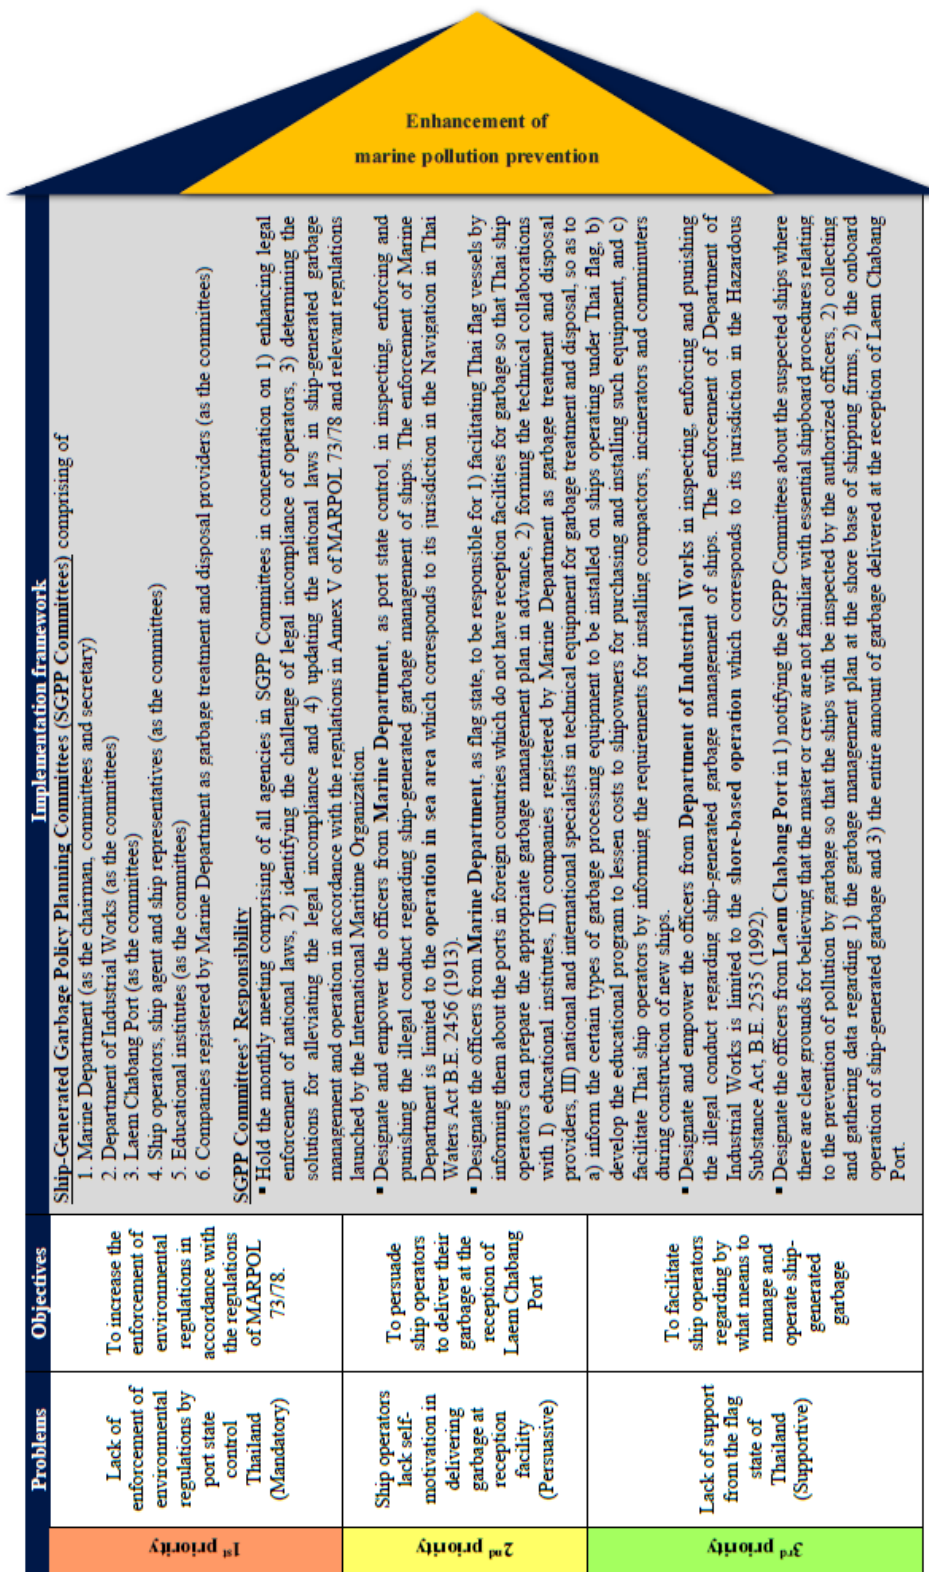 Problems
Objectives
Implementation framework
1st priority
Lack of
enforcement of
environmental
regulations by
port state
control
Thailand
(Mandatory)
To increase the
enforcement of
environmental
regulations in
accordance with
the regulations
of MARPOL
73/78.
2nd priority
Ship operators
lack self-
motivation in
delivering
garbage at
reception
facility
(Persuasive)
To persuade
ship operators
to deliver their
garbage at the
reception of
Laem Chabang
Port
3rd priority
Lack of support
from the flag
state of
Thailand
(Supportive)
To facilitate
ship operators
regarding by
what means to
manage and
operate ship-
generated
garbage
Ship-Generated Garbage Policy Planning Committees (SGPP Committees) comprising of
1. Marine Department (as the chairman, committees and secretary)
2. Department of Industrial Works (as the committees)
3. Laem Chabang Port (as the committees)
4. Ship operators, ship agent and ship representatives (as the committees)
5. Educational institutes (as the committees)
6. Companies registered by Marine Department as garbage treatment and disposal providers (as the committees)
SGPP Committees' Responsibility
▪ Hold the monthly meeting comprising of all agencies in SGPP Committees in concentration on 1) enhancing legal
enforcement of national laws, 2) identifying the challenge of legal incompliance of operators, 3) determining the
solutions for alleviating the legal incompliance and 4) updating the national laws in ship-generated garbage
management and operation in accordance with the regulations in Annex V of MARPOL 73/78 and relevant regulations
launched by the International Maritime Organization.
▪ Designate and empower the officers from Marine Department, as port state control, in inspecting, enforcing and
punishing the illegal conduct regarding ship-generated garbage management of ships. The enforcement of Marine
Department is limited to the operation in sea area which corresponds to its jurisdiction in the Navigation in Thai
Waters Act B.E. 2456 (1913).
▪ Designate the officers from Marine Department, as flag state, to be responsible for 1) facilitating Thai flag vessels by
informing them about the ports in foreign countries which do not have reception facilities for garbage so that Thai ship
operators can prepare the appropriate garbage management plan in advance, 2) forming the technical collaborations
with I) educational institutes, II) companies registered by Marine Department as garbage treatment and disposal
providers, III) national and international specialists in technical equipment for garbage treatment and disposal, so as to
a) inform the certain types of garbage processing equipment to be installed on ships operating under Thai flag, b)
develop the educational program to lessen costs to shipowners for purchasing and installing such equipment, and c)
facilitate Thai ship operators by informing the requirements for installing compactors, incinerators and comminuters
during construction of new ships.
▪ Designate and empower the officers from Department of Industrial Works in inspecting, enforcing and punishing
the illegal conduct regarding ship-generated garbage management of ships. The enforcement of Department of
Industrial Works is limited to the shore-based operation which corresponds to its jurisdiction in the Hazardous
Substance Act, B.E. 2535 (1992).
▪ Designate the officers from Laem Chabang Port in 1) notifying the SGPP Committees about the suspected ships where
there are clear grounds for believing that the master or crew are not familiar with essential shipboard procedures relating
to the prevention of pollution by garbage so that the ships with be inspected by the authorized officers, 2) collecting
and gathering data regarding 1) the garbage management plan at the shore base of shipping firms, 2) the onboard
operation of ship-generated garbage and 3) the entire amount of garbage delivered at the reception of Laem Chabang
Port.
Enhancement of
marine pollution prevention